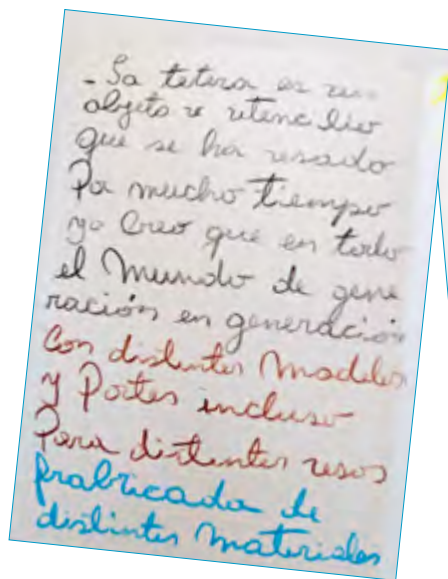 - La tetera es un
objeto u utencilio
que se ha usado
Por mucho tiempo
yo Creo que en todo
el Mundo de gene
ración en generación
Con distintos Modelos
y Portes incluso
Para distintos usos
frabricada de
distintos Materiales